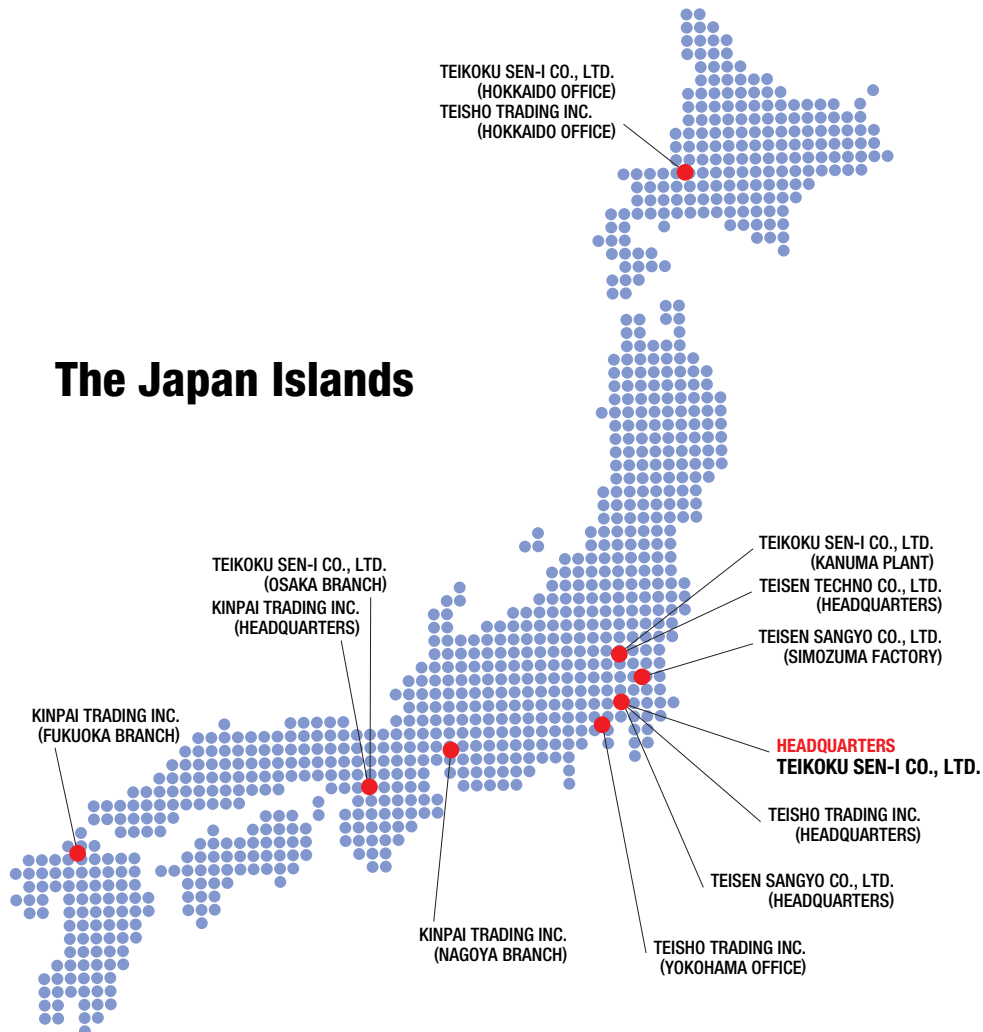 TEIKOKU SEN-I CO., LTD.
(HOKKAIDO OFFICE)
TEISHO TRADING INC.
(HOKKAIDO OFFICE)
The Japan Islands
TEIKOKU SEN-I CO., LTD.
(KANUMA PLANT)
TEISEN TECHNO CO., LTD.
(HEADQUARTERS)
TEISEN SANGYO CO., LTD.
(SIMOZUMA FACTORY)
TEIKOKU SEN-I CO., LTD.
(OSAKA BRANCH)
KINPAI TRADING INC.
(HEADQUARTERS)
KINPAI TRADING INC.
(FUKUOKA BRANCH)
HEADQUARTERS
TEIKOKU SEN-I CO., LTD.
TEISHO TRADING INC.
(HEADQUARTERS)
TEISEN SANGYO CO., LTD.
(HEADQUARTERS)
KINPAI TRADING INC.
(NAGOYA BRANCH)
TEISHO TRADING INC.
(YOKOHAMA OFFICE)